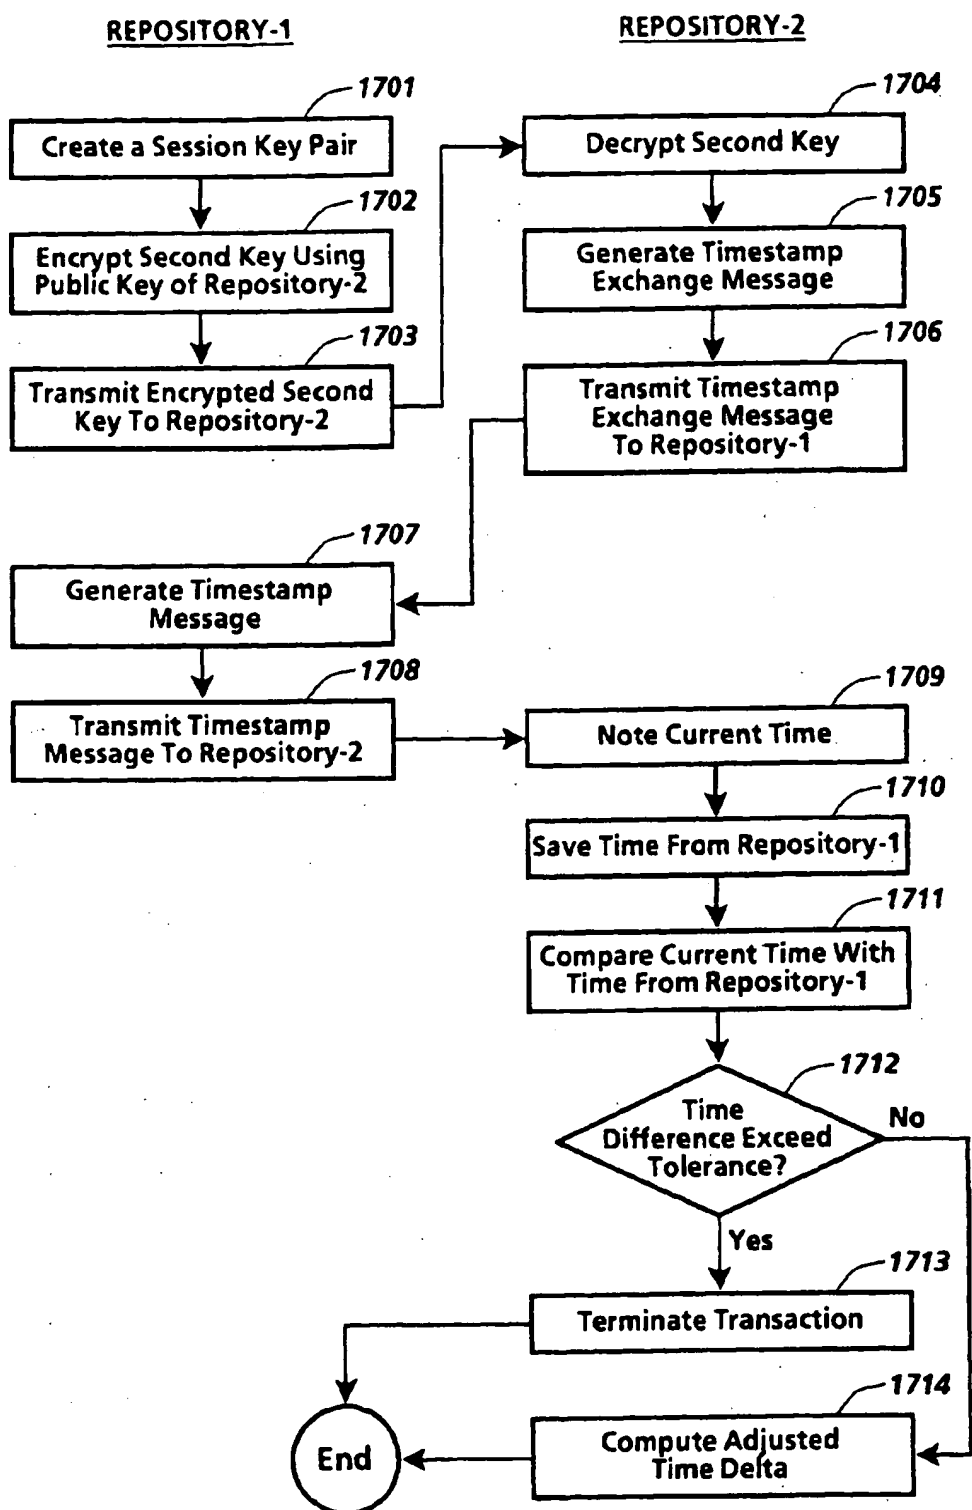 REPOSITORY-1
REPOSITORY-2
1701
Create a Session Key Pair
1702
Encrypt Second Key Using
Public Key of Repository-2
1703
Transmit Encrypted Second
Key To Repository-2
1704
Decrypt Second Key
1705
Generate Timestamp
Exchange Message
1706
Transmit Timestamp
Exchange Message
To Repository-1
1707
Generate Timestamp
Message
1708
Transmit Timestamp
Message To Repository-2
1709
Note Current Time
1710
Save Time From Repository-1
1711
Compare Current Time With
Time From Repository-1
1712
Time
Difference Exceed
Tolerance?
No
Yes
1713
Terminate Transaction
1714
Compute Adjusted
Time Delta
End